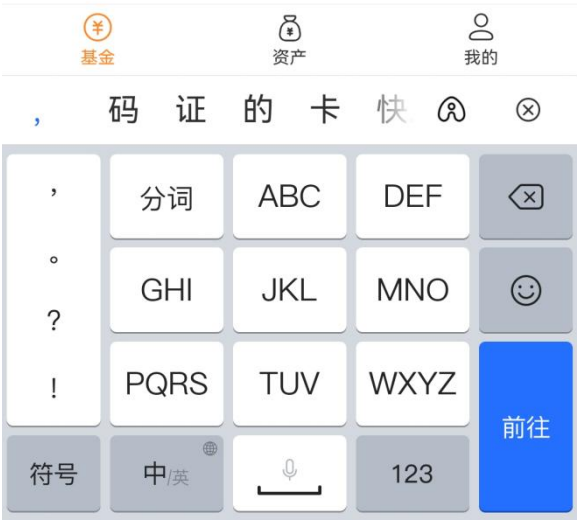 基金 资产 我的
， 码 证 的 卡 快
， 分词 ABC DEF
。 GHI JKL MNO
?
! PQRS TUV WXYZ
前往
符号 中/英 123